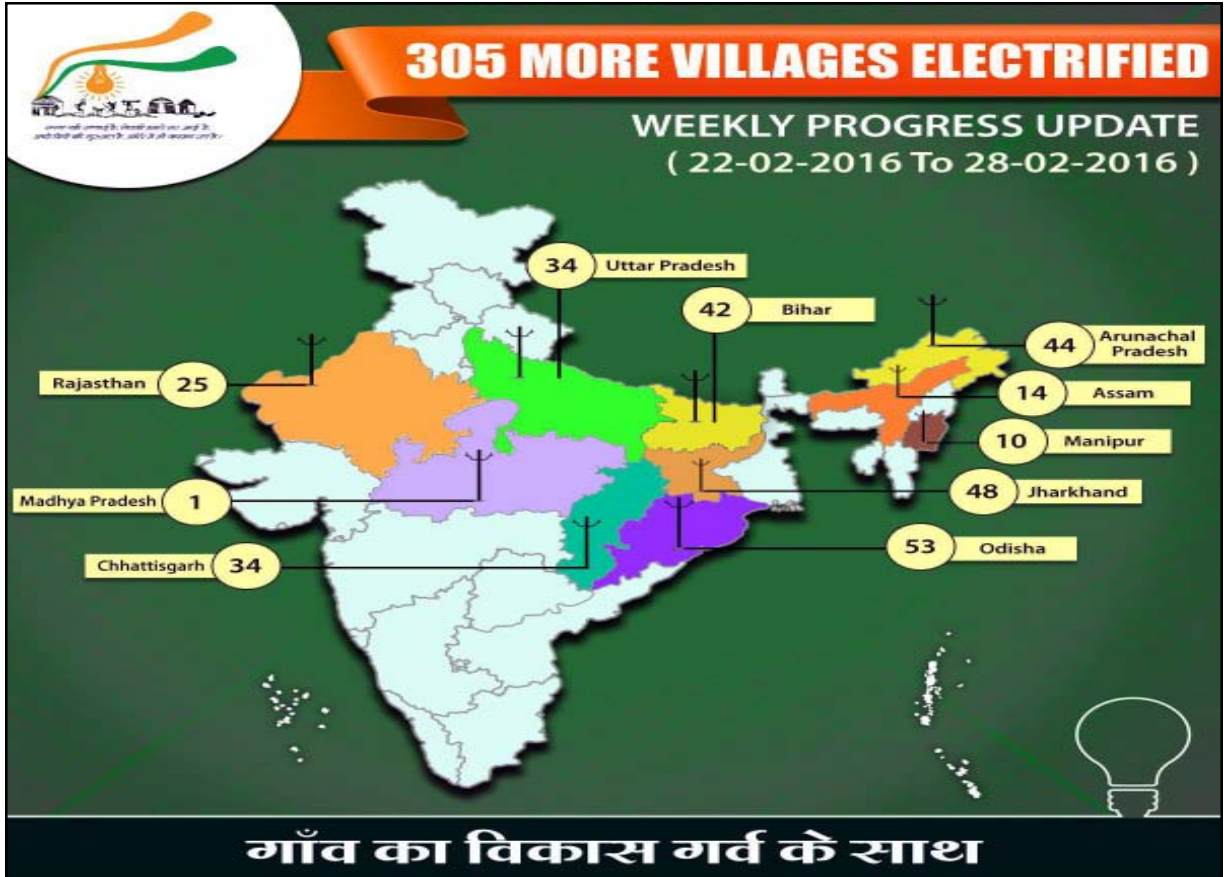 305 MORE VILLAGES ELECTRIFIED
WEEKLY PROGRESS UPDATE
( 22-02-2016 To 28-02-2016 )
34 Uttar Pradesh
42 Bihar
44 Arunachal
Pradesh
Rajasthan 25
14 Assam
10 Manipur
Madhya Pradesh 1
48 Jharkhand
53 Odisha
Chhattisgarh 34
गाँव का विकास गर्व के साथ